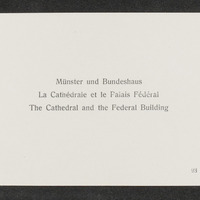 Münster und Bundeshaus
La Cathédrale et le Palais Fédéral
The Cathedral and the Federal Building